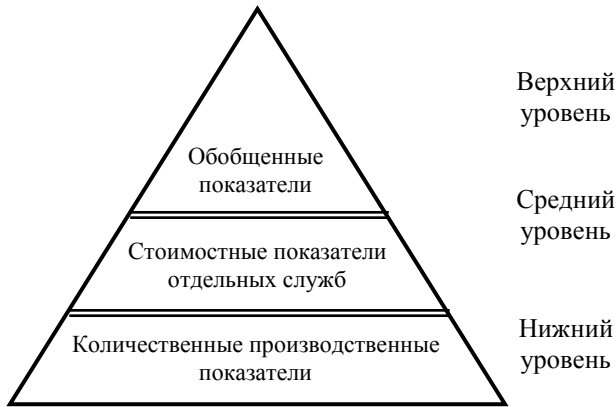 Верхний
уровень
Обобщенные
показатели
Средний
уровень
Стоимостные показатели
отдельных служб
Нижний
уровень
Количественные производственные
показатели